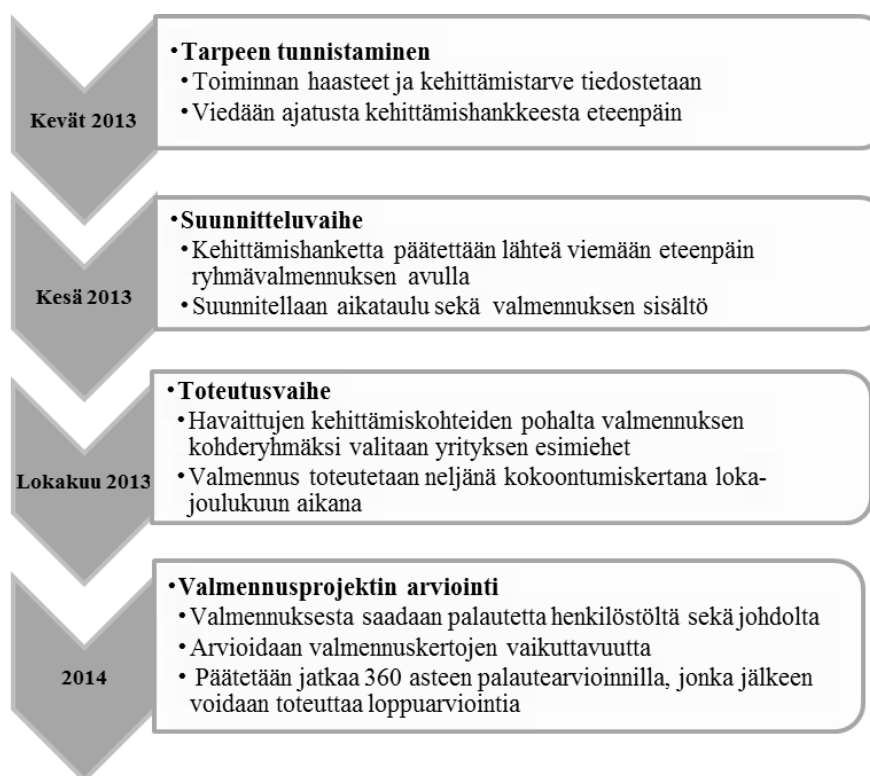 Kevät 2013
•Tarpeen tunnistaminen
•Toiminnan haasteet ja kehittämistarve tiedostetaan
•Viedään ajatusta kehittämishankkeesta eteenpäin
Kesä 2013
•Suunnitteluvaihe
•Kehittämishanketta päätettään lähteä viemään eteenpäin
ryhmävalmennuksen avulla
•Suunnitellaan aikataulu sekä valmennuksen sisältö
Lokakuu 2013
•Toteutusvaihe
•Havaittujen kehittämiskohteiden pohalta valmennuksen
kohderyhmäksi valitaan yrityksen esimiehet
•Valmennus toteutetaan neljänä kokoontumiskertana loka-
joulukuun aikana
2014
•Valmennusprojektin arviointi
•Valmennuksesta saadaan palautetta henkilöstöltä sekä johdolta
•Arvioidaan valmennuskertojen vaikuttavuutta
• Päätetään jatkaa 360 asteen palautearvioinnilla, jonka jälkeen
voidaan toteuttaa loppuarviointia